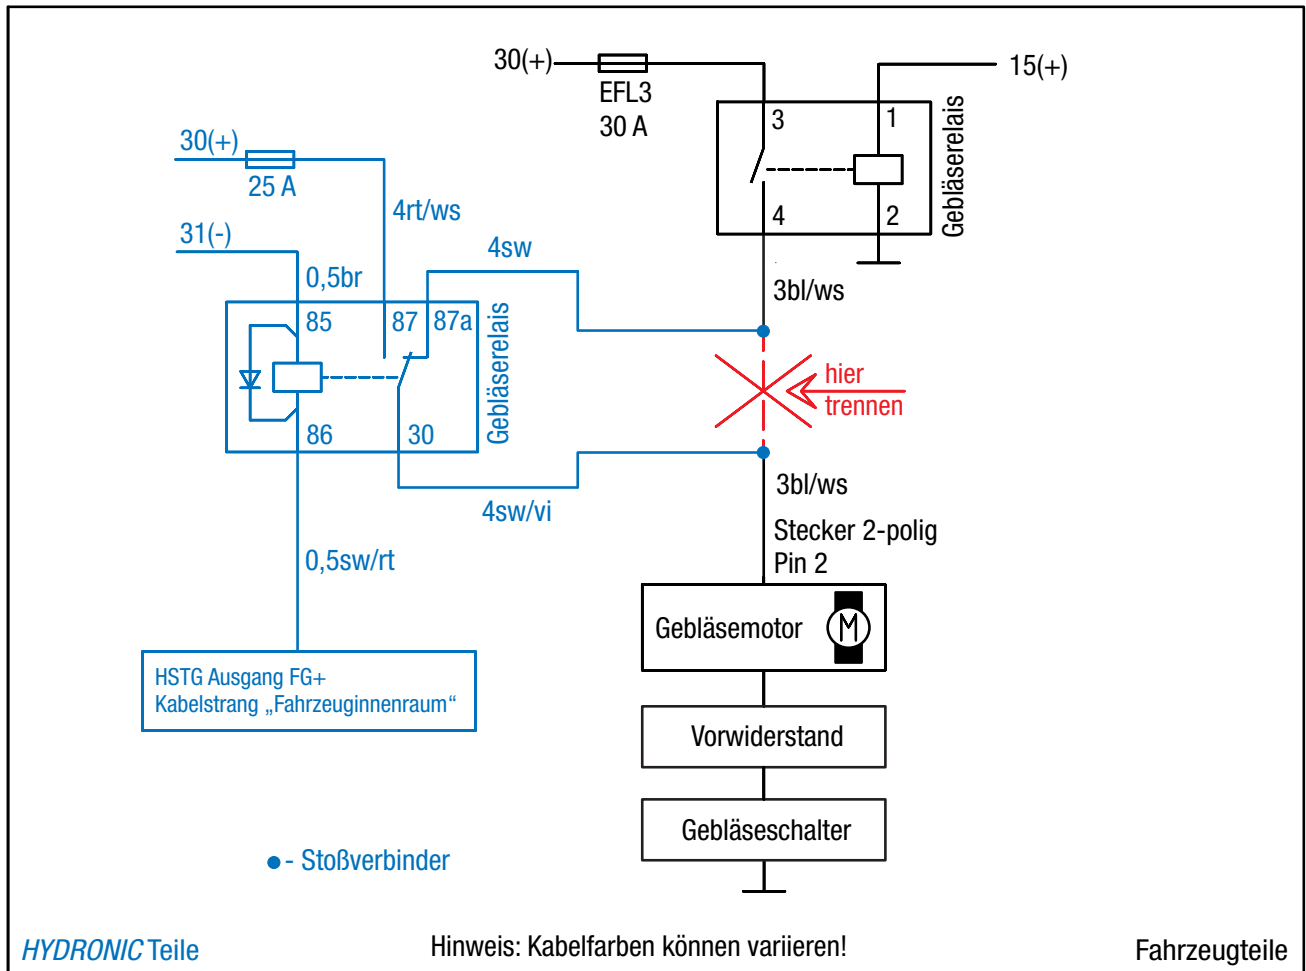 30(+)
15(+)
EFL3
30 A
3
1
4
2
Gebläserelais
30(+)
25 A
4rt/ws
31(-)
4sw
0,5br
3bl/ws
85
87
87a
86
30
Gebläserelais
hier
trennen
4sw/vi
3bl/ws
Stecker 2-polig
Pin 2
0,5sw/rt
Gebläsemotor
M
HSTG Ausgang FG+
Kabelstrang „Fahrzeuginnenraum“
Vorwiderstand
Gebläseschalter
- Stoßverbinder
HYDRONIC Teile
Hinweis: Kabelfarben können variieren!
Fahrzeugteile